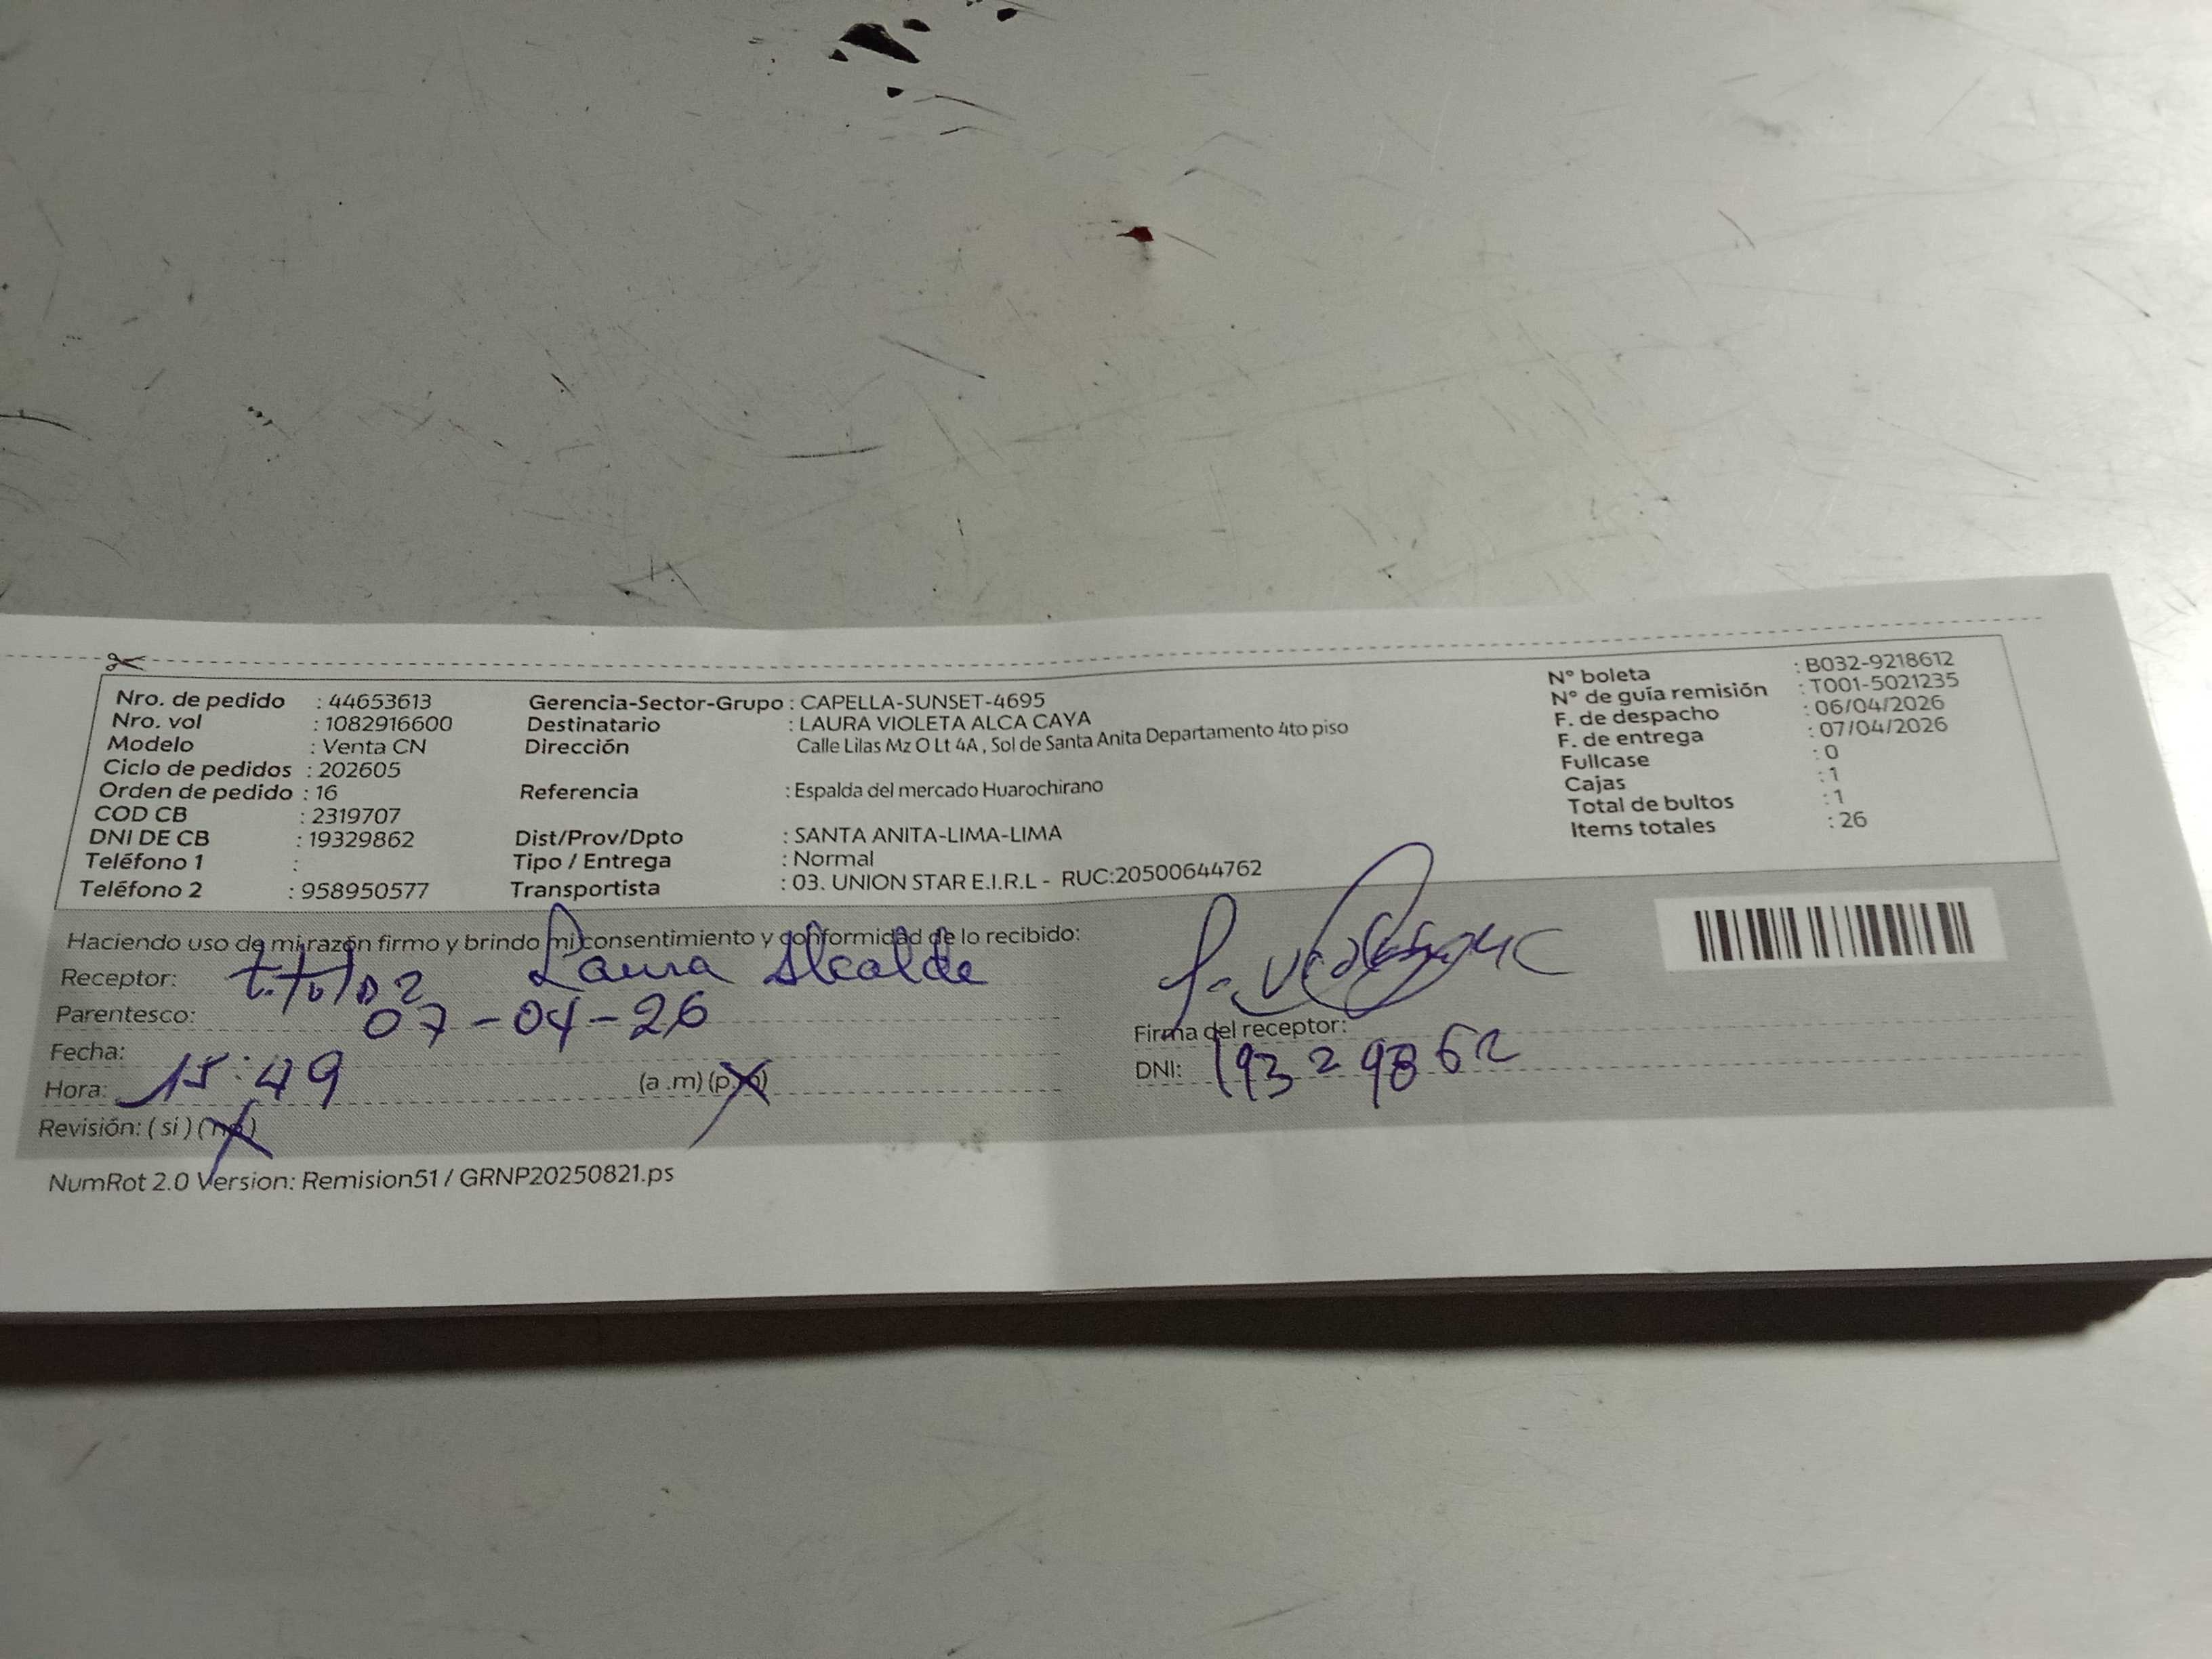 Nro. de pedido : 44653613
Nro. vol : 1082916600
Modelo : Venta CN
Ciclo de pedidos : 202605
Orden de pedido : 16
COD CB : 2319707
DNI DE CB : 19329862
Teléfono 1 :
Teléfono 2 : 958950577
Gerencia-Sector-Grupo : CAPELLA-SUNSET-4695
Destinatario : LAURA VIOLETA ALCA CAYA
Dirección Calle Lilas Mz O Lt 4A , Sol de Santa Anita Departamento 4to piso
Referencia : Espalda del mercado Huarochirano
Dist/Prov/Dpto : SANTA ANITA-LIMA-LIMA
Tipo / Entrega : Normal
Transportista : 03. UNION STAR E.I.R.L - RUC:20500644762
N° boleta : B032-9218612
N° de guía remisión : T001-5021235
F. de despacho : 06/04/2026
F. de entrega : 07/04/2026
Fullcase : 0
Cajas : 1
Total de bultos : 1
Items totales : 26
Haciendo uso de mi razón firmo y brindo mi consentimiento y conformidad de lo recibido:
Receptor: Laura Alcalde
Parentesco:
07-04-26
Fecha:
Hora: 15:49 (a .m) (p.m)
Revisión: ( si ) (no)
Firma del receptor:
DNI: 19329862
NumRot 2.0 Version: Remision51 / GRNP20250821.ps